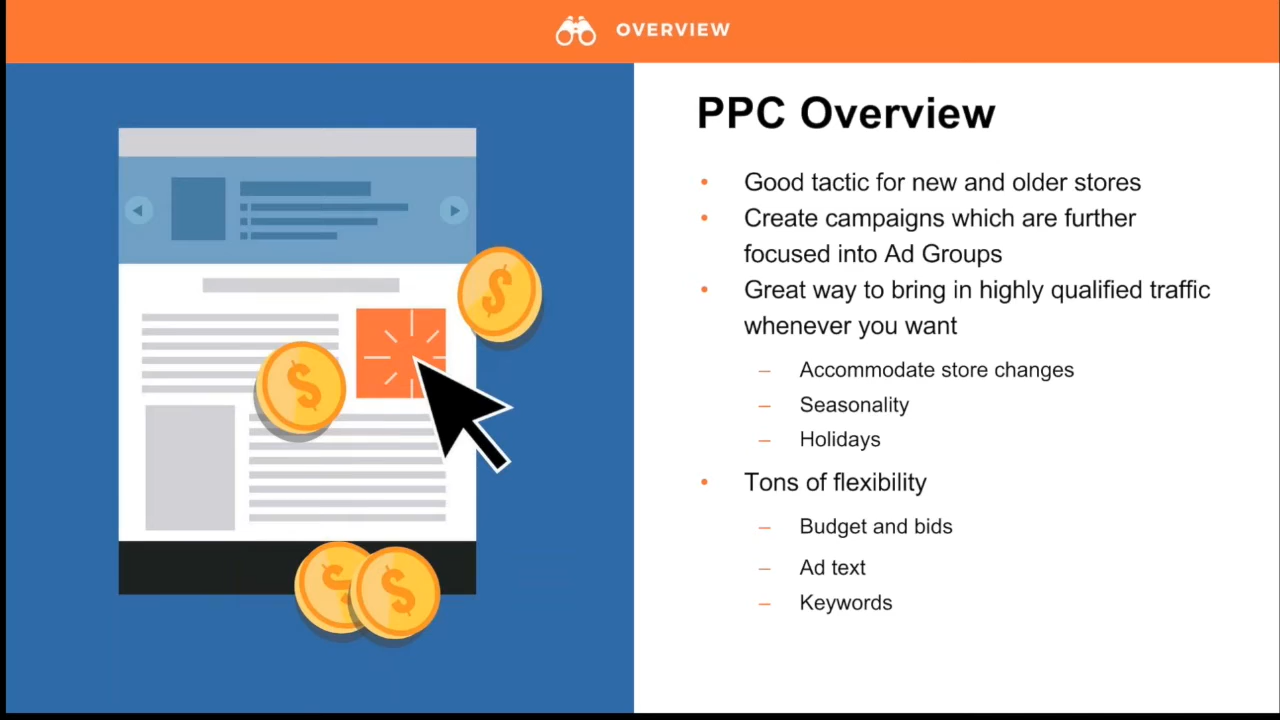 OVERVIEW
PPC Overview
• Good tactic for new and older stores
• Create campaigns which are further
focused into Ad Groups
• Great way to bring in highly qualified traffic
whenever you want
– Accommodate store changes
– Seasonality
– Holidays
• Tons of flexibility
– Budget and bids
– Ad text
– Keywords
$
$
$
$